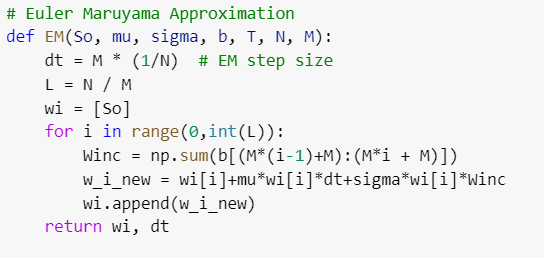 # Euler Maruyama Approximation
def EM(So, mu, sigma, b, T, N, M):
    dt = M * (1/N)  # EM step size
    L = N / M
    wi = [So]
    for i in range(0,int(L)):
        Winc = np.sum(b[(M*(i-1)+M):(M*i + M)])
        w_i_new = wi[i]+mu*wi[i]*dt+sigma*wi[i]*Winc
        wi.append(w_i_new)
    return wi, dt